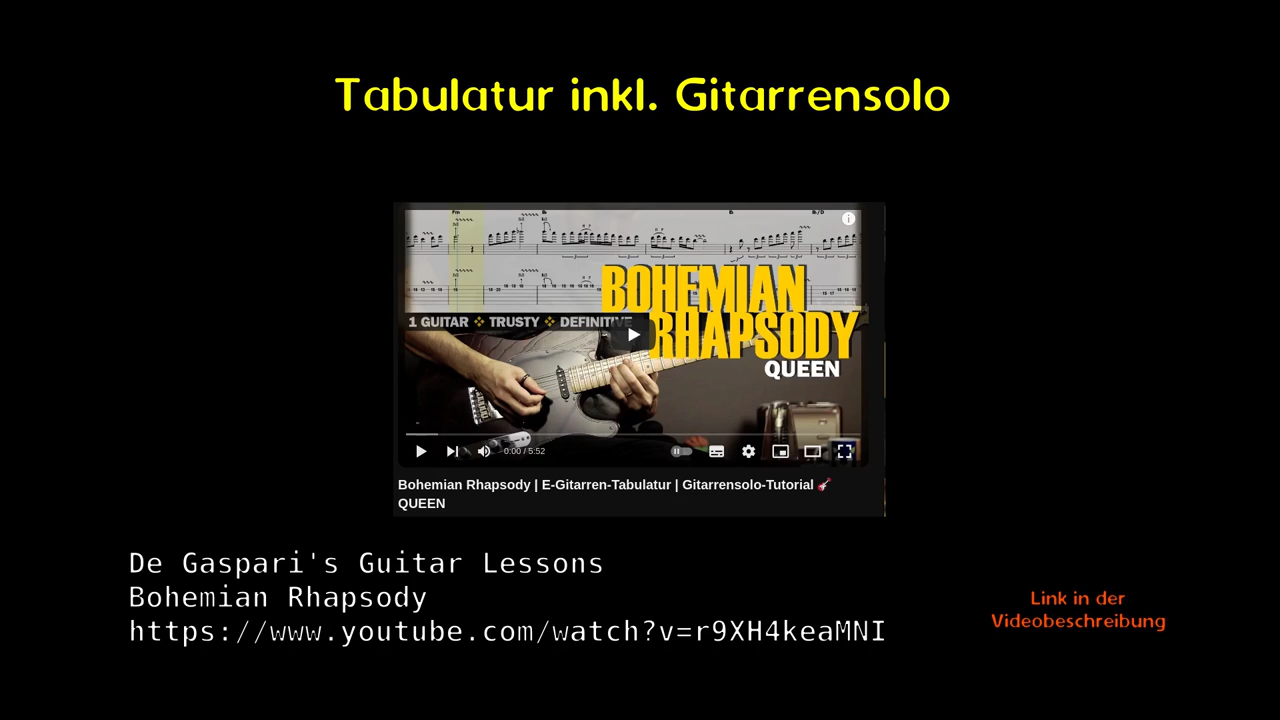 Tabulatur inkl. Gitarrensolo
Fm
BOHEMIAN
1 GUITAR ❖ TRUSTY ❖ DEFINITIVE
RHAPSODY
QUEEN
0:00 / 5:52
Bohemian Rhapsody | E-Gitarren-Tabulatur | Gitarrensolo-Tutorial 🎸
QUEEN
De Gaspari's Guitar Lessons
Bohemian Rhapsody
https://www.youtube.com/watch?v=r9XH4keaMNI
Link in der
Videobeschreibung